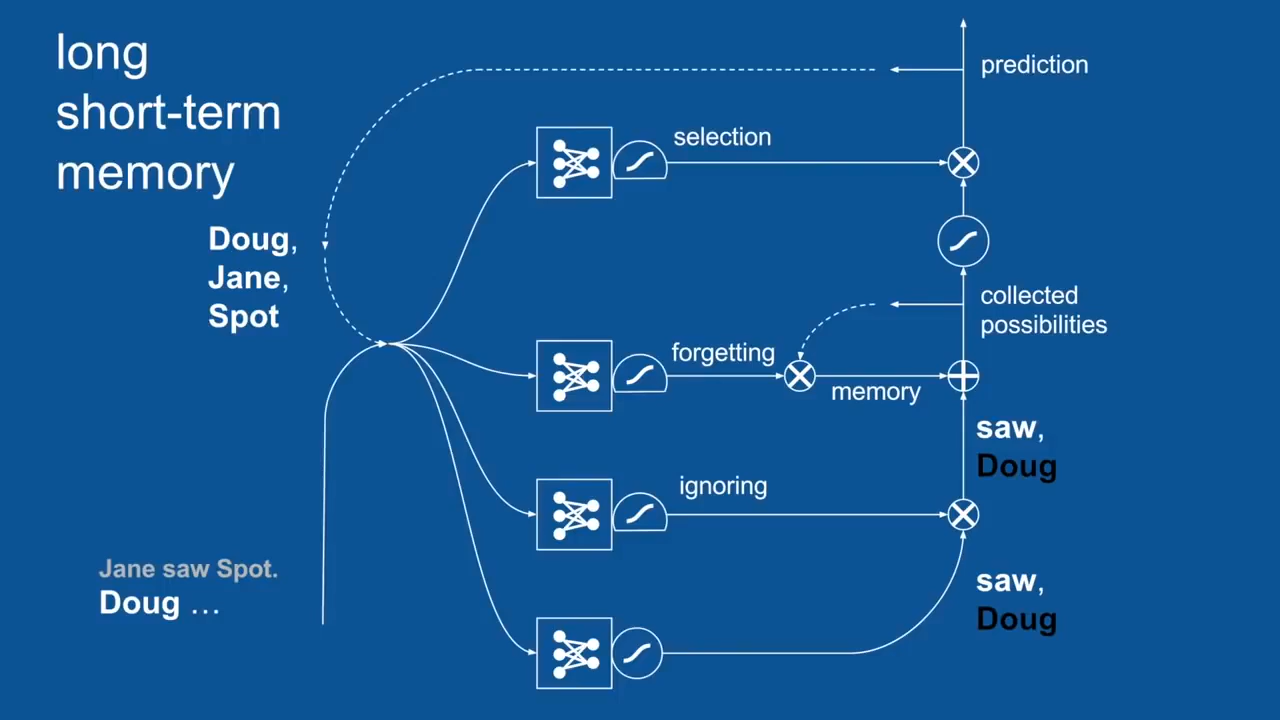 long
short-term
memory
prediction
selection
Doug,
Jane,
Spot
collected
possibilities
forgetting
memory
saw,
Doug
ignoring
Jane saw Spot.
Doug …
saw,
Doug